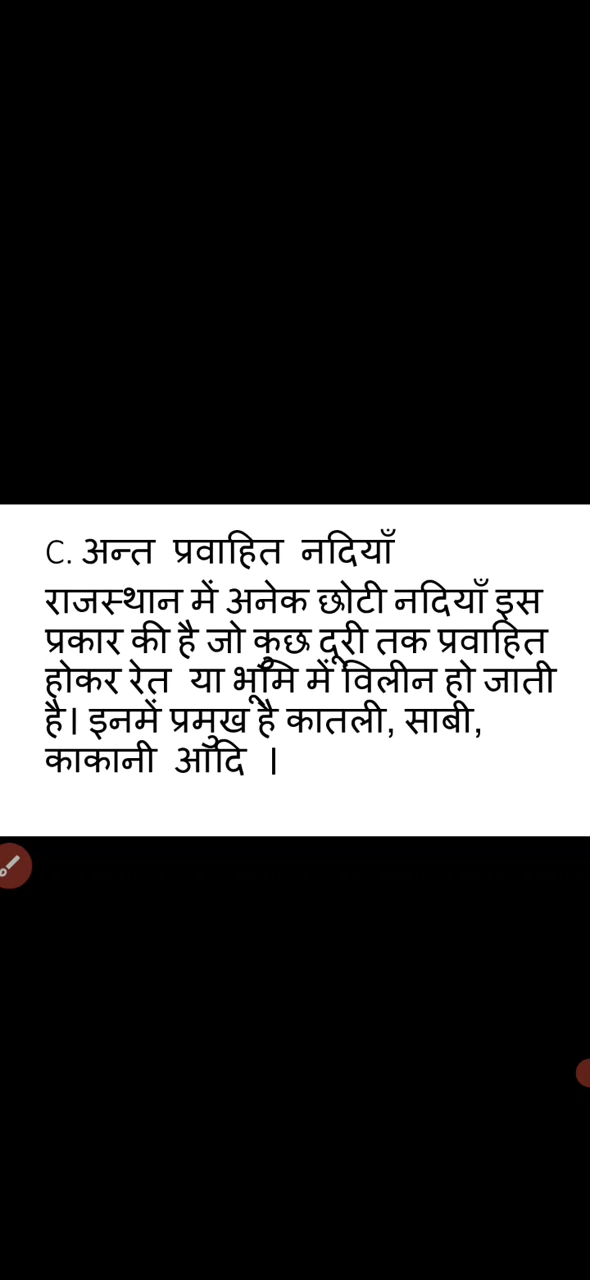 C. अन्त प्रवाहित नदियाँ
राजस्थान में अनेक छोटी नदियाँ इस
प्रकार की है जो कुछ दूरी तक प्रवाहित
होकर रेत या भूमि में विलीन हो जाती
है। इनमें प्रमुख है कातली, साबी,
काकानी आदि ।